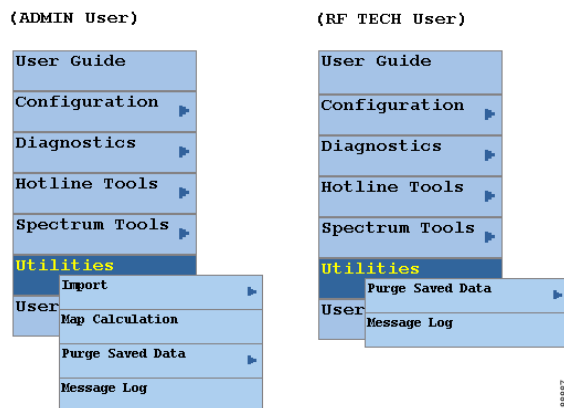 (ADMIN User)
User Guide
Configuration
Diagnostics
Hotline Tools
Spectrum Tools
Utilities
User
Import
Map Calculation
Purge Saved Data
Message Log
(RF TECH User)
User Guide
Configuration
Diagnostics
Hotline Tools
Spectrum Tools
Utilities
User
Purge Saved Data
Message Log